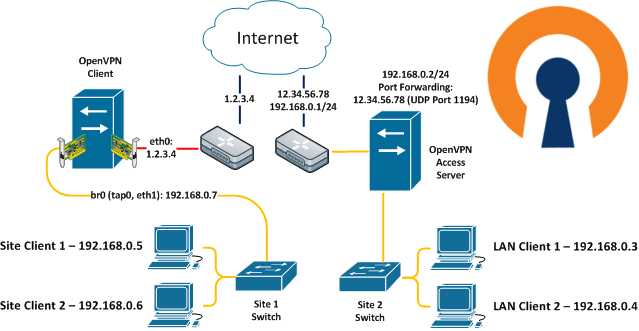 Internet
OpenVPN
Client
1.2.3.4
12.34.56.78
192.168.0.1/24
192.168.0.2/24
Port Forwarding:
12.34.56.78 (UDP Port 1194)
eth0:
1.2.3.4
OpenVPN
Access
Server
br0 (tap0, eth1): 192.168.0.7
Site Client 1 – 192.168.0.5
LAN Client 1 – 192.168.0.3
Site Client 2 – 192.168.0.6
LAN Client 2 – 192.168.0.4
Site 1
Switch
Site 2
Switch